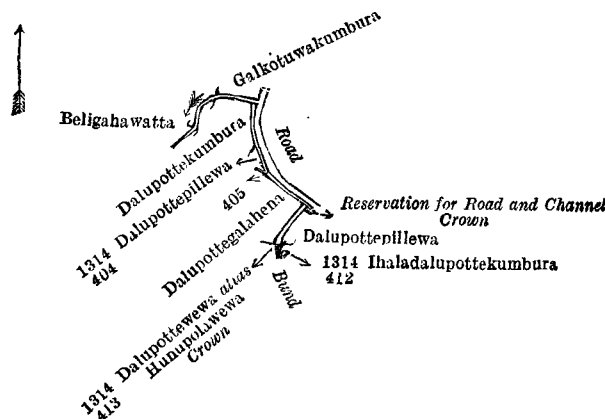 Galkotuwakumbura
Beligahawatta
Road
Dalupottekumbura
1314 Dalupottepillewa
404
405
Reservation for Road and Channel
Crown
Dalupottegalahena
Dalupottepillewa
1314 Ihaladalupottekumbura
412
Bund
1314 Dalupottewewa alias
413 Hunupolawewa
Crown